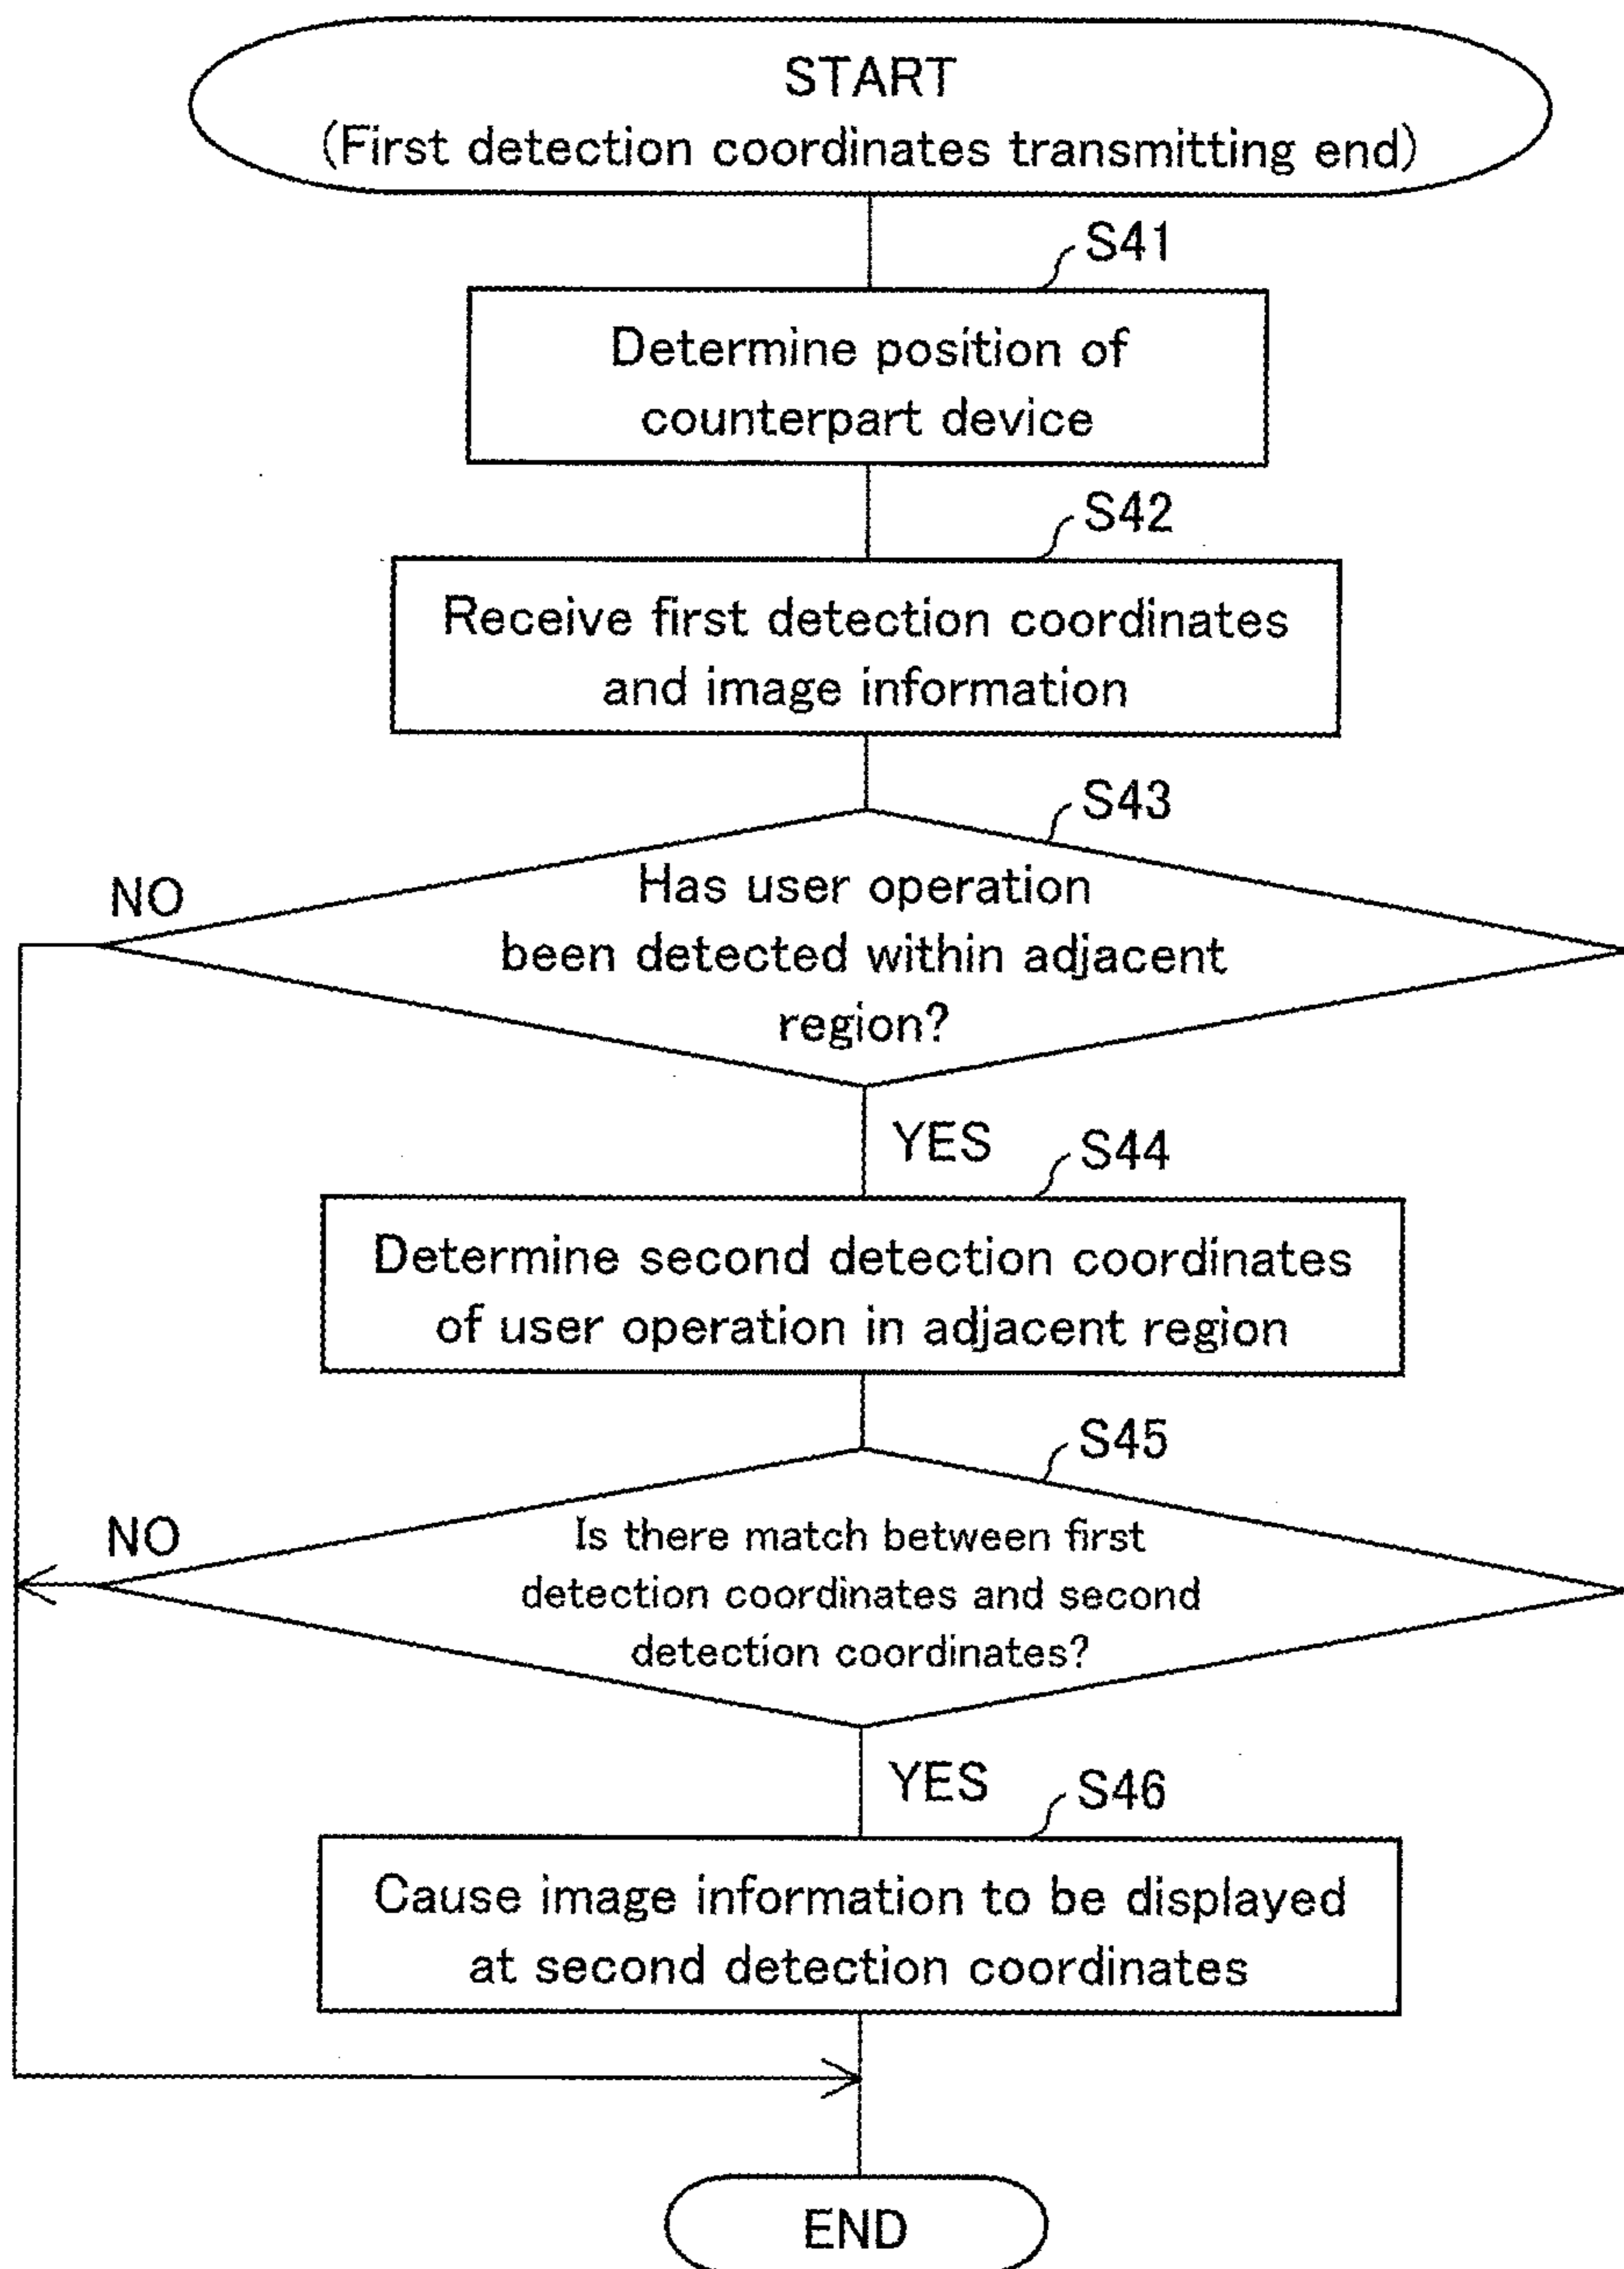 START
(First detection coordinates transmitting end)
S41
Determine position of
counterpart device
S42
Receive first detection coordinates
and image information
S43
NO
Has user operation
been detected within adjacent
region?
YES
S44
Determine second detection coordinates
of user operation in adjacent region
S45
NO
Is there match between first
detection coordinates and second
detection coordinates?
YES
S46
Cause image information to be displayed
at second detection coordinates
END